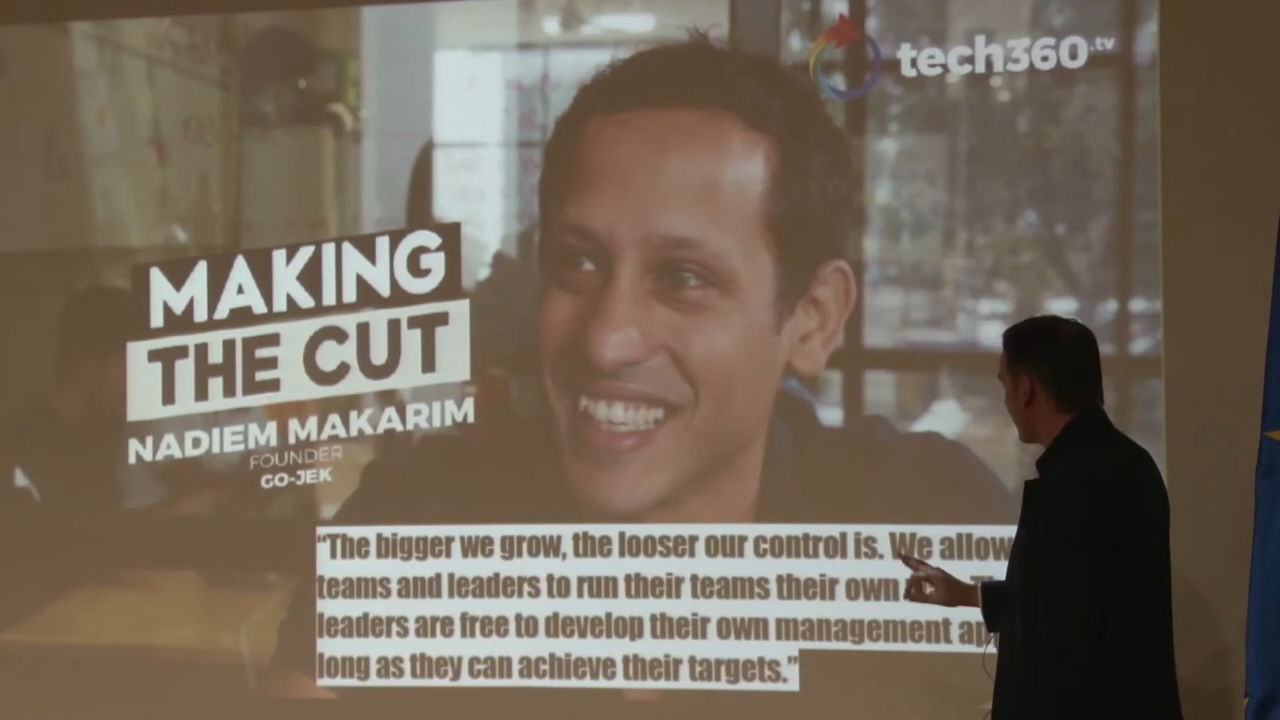 tech360.tv
MAKING
THE CUT
NADIEM MAKARIM
FOUNDER
GO-JEK
“The bigger we grow, the looser our control is. We allow
teams and leaders to run their teams their own
leaders are free to develop their own management
long as they can achieve their targets.”